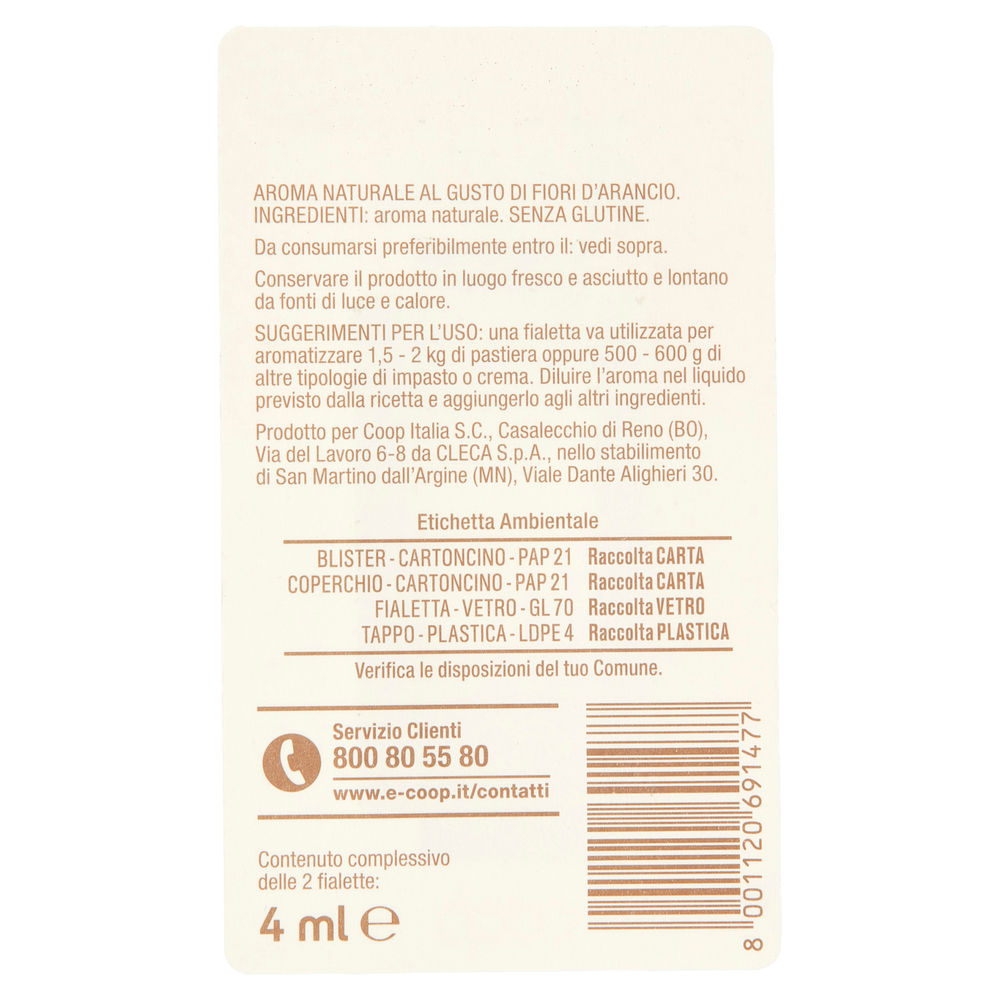 AROMA NATURALE AL GUSTO DI FIORI D'ARANCIO.
INGREDIENTI: aroma naturale. SENZA GLUTINE.
Da consumarsi preferibilmente entro il: vedi sopra.
Conservare il prodotto in luogo fresco e asciutto e lontano
da fonti di luce e calore.
SUGGERIMENTI PER L'USO: una fialetta va utilizzata per
aromatizzare 1,5 - 2 kg di pastiera oppure 500 - 600 g di
altre tipologie di impasto o crema. Diluire l'aroma nel liquido
previsto dalla ricetta e aggiungerlo agli altri ingredienti.
Prodotto per Coop Italia S.C., Casalecchio di Reno (BO),
Via del Lavoro 6-8 da CLECA S.p.A., nello stabilimento
di San Martino dall'Argine (MN), Viale Dante Alighieri 30.
Etichetta Ambientale
BLISTER - CARTONCINO - PAP 21 Raccolta CARTA
COPERCHIO - CARTONCINO - PAP 21 Raccolta CARTA
FIALETTA - VETRO - GL 70 Raccolta VETRO
TAPPO - PLASTICA - LDPE 4 Raccolta PLASTICA
Verifica le disposizioni del tuo Comune.
Servizio Clienti
800 80 55 80
www.e-coop.it/contatti
Contenuto complessivo
delle 2 fialette:
4 ml ℮
8 001120 691477